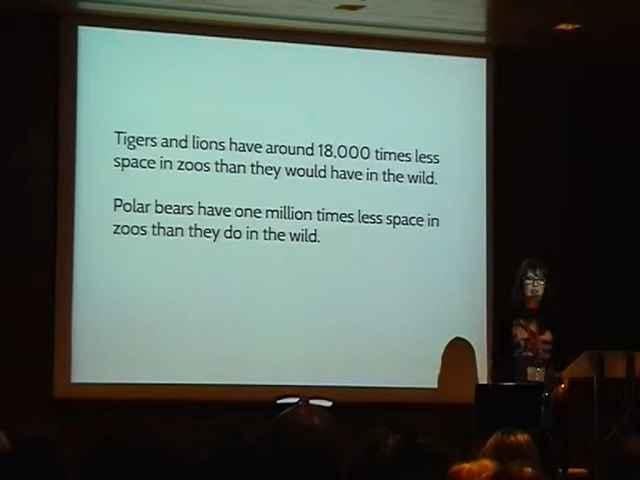 Tigers and lions have around 18,000 times less
space in zoos than they would have in the wild.
Polar bears have one million times less space in
zoos than they do in the wild.